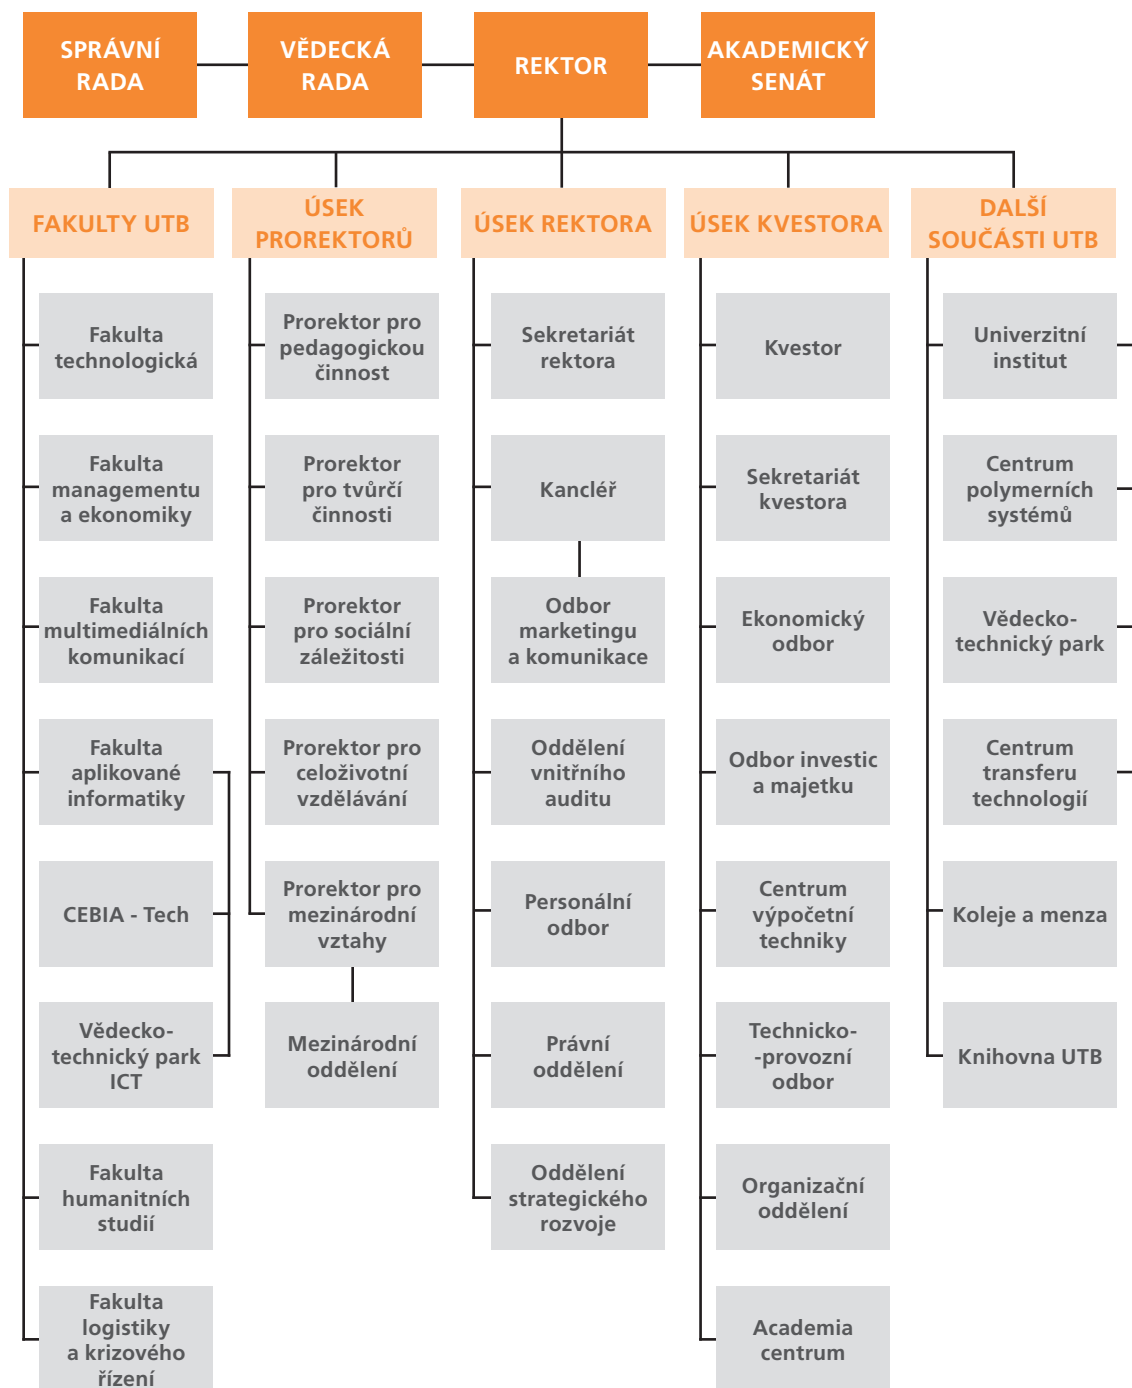 SPRÁVNÍ
RADA
VĚDECKÁ
RADA
REKTOR
AKADEMICKÝ
SENÁT
FAKULTY UTB
Fakulta
technologická
Fakulta
managementu
a ekonomiky
Fakulta
multimediálních
komunikací
Fakulta
aplikované
informatiky
CEBIA - Tech
Vědecko-
technický park
ICT
Fakulta
humanitních
studií
Fakulta
logistiky
a krizového
řízení
ÚSEK
PROREKTORŮ
Prorektor pro
pedagogickou
činnost
Prorektor
pro tvůrčí
činnosti
Prorektor
pro sociální
záležitosti
Prorektor pro
celoživotní
vzdělávání
Prorektor pro
mezinárodní
vztahy
Mezinárodní
oddělení
ÚSEK REKTORA
Sekretariát
rektora
Kancléř
Odbor
marketingu
a komunikace
Oddělení
vnitřního
auditu
Personální
odbor
Právní
oddělení
Oddělení
strategického
rozvoje
ÚSEK KVESTORA
Kvestor
Sekretariát
kvestora
Ekonomický
odbor
Odbor investic
a majetku
Centrum
výpočetní
techniky
Technicko-
-provozní
odbor
Organizační
oddělení
Academia
centrum
DALŠÍ
SOUČÁSTI UTB
Univerzitní
institut
Centrum
polymerních
systémů
Vědecko-
technický park
Centrum
transferu
technologií
Koleje a menza
Knihovna UTB